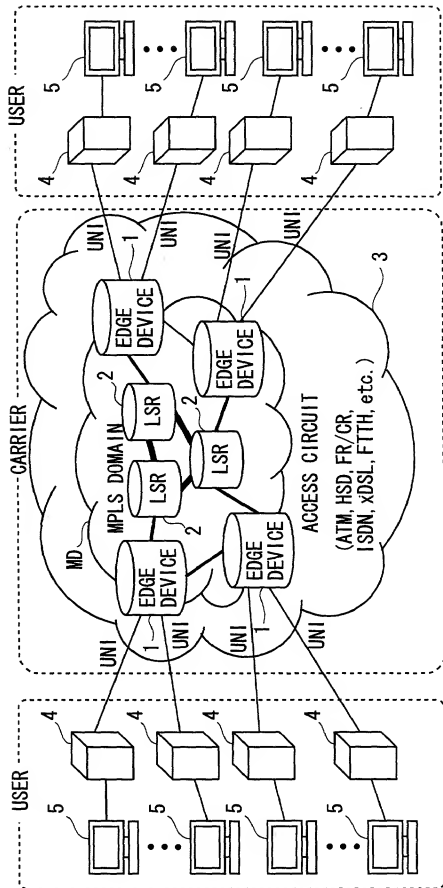 USER
CARRIER
USER
5
4
5
4
5
4
5
4
UNI
UNI
UNI
UNI
MD
MPLS DOMAIN
EDGE
DEVICE
1
EDGE
DEVICE
1
LSR
2
LSR
2
LSR
2
EDGE
DEVICE
1
EDGE
DEVICE
1
ACCESS CIRCUIT
(ATM, HSD, FR/CR,
ISDN, xDSL, FTTH, etc.)
3
UNI
UNI
UNI
UNI
4
5
4
5
4
5
4
5